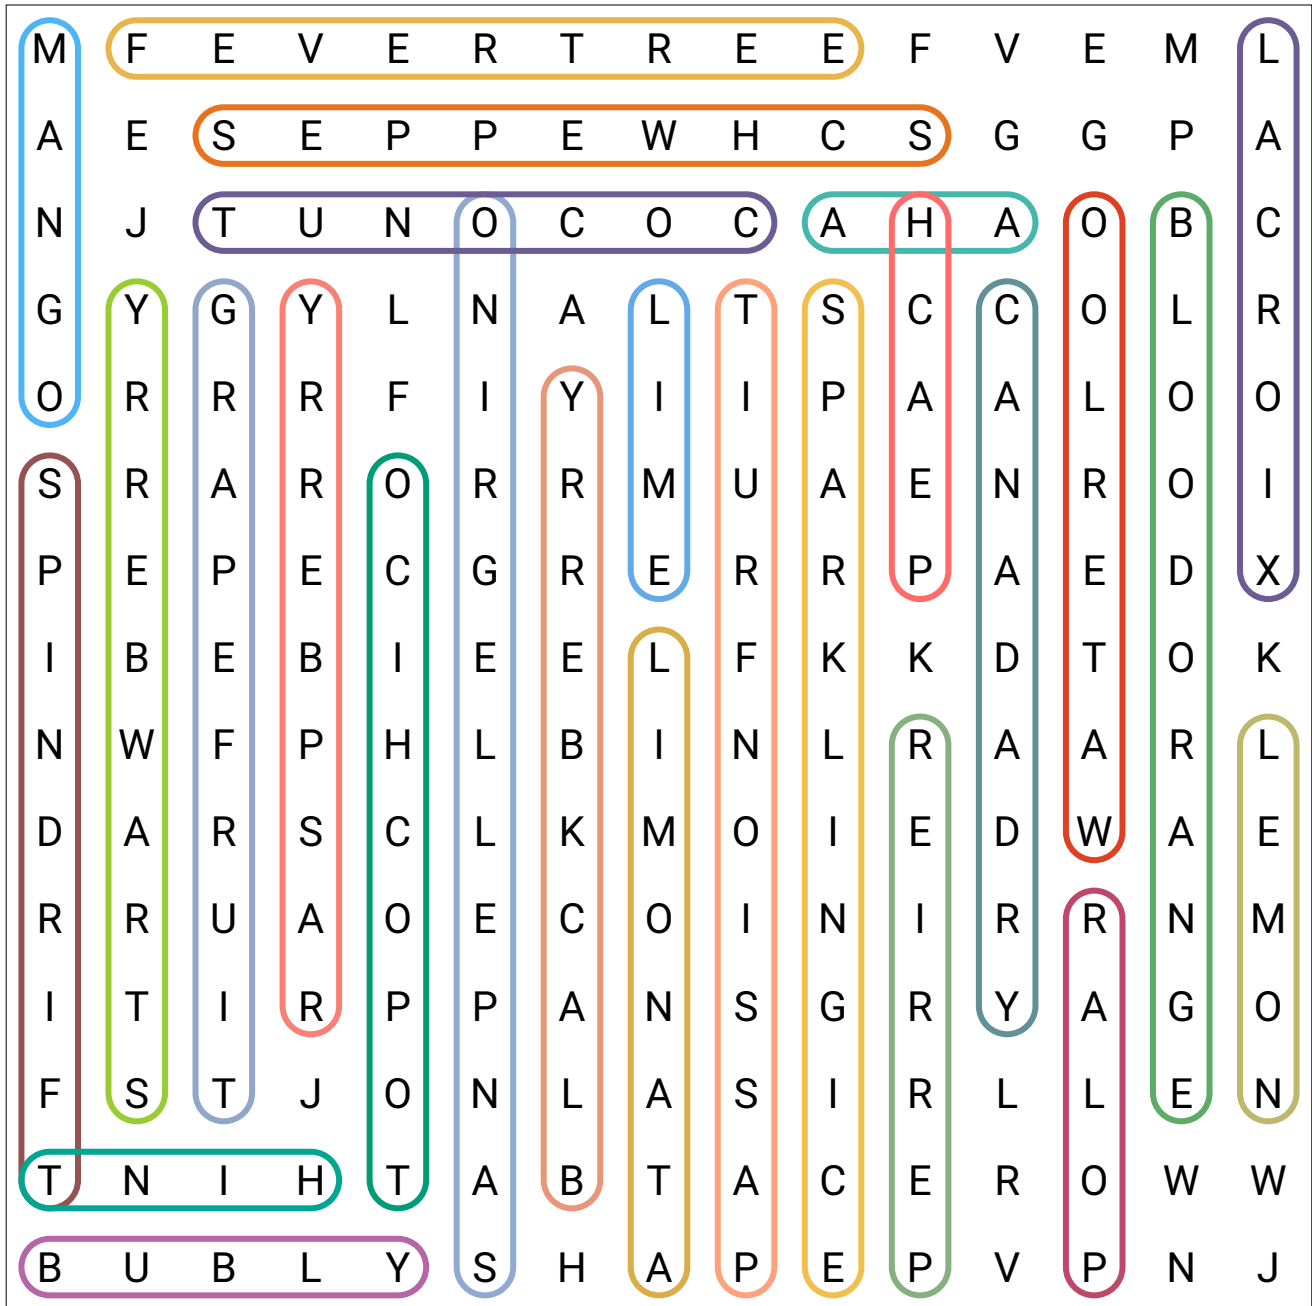 M F E V E R T R E E F V E M L
A E S E P P E W H C S G G P A
N J T U N O C O C A H A O B C
G Y G Y L N A L T S C C O L R
O R R R F I Y I I P A A L O O
S R A R O R R M U A E N R O I
P E P E C G R E R R P A E D X
I B E B I E E L F K K D T O K
N W F P H L B I N L R A A R L
D A R S C L K M O I E D W A E
R R U A O E C O I N I R R N M
I T I R P P A N S G R Y A G O
F S T J O N L A S I R L L E N
T N I H T A B T A C E R O W W
B U B L Y S H A P E P V P N J